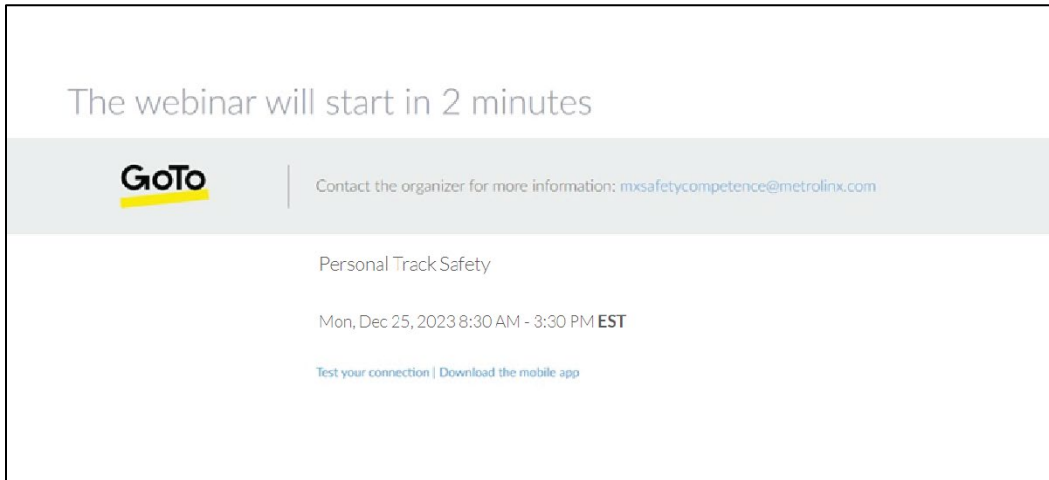 The webinar will start in 2 minutes
GoTo
Contact the organizer for more information: mxsafetycompetence@metrolinx.com
Personal Track Safety
Mon, Dec 25, 2023 8:30 AM - 3:30 PM EST
Test your connection | Download the mobile app